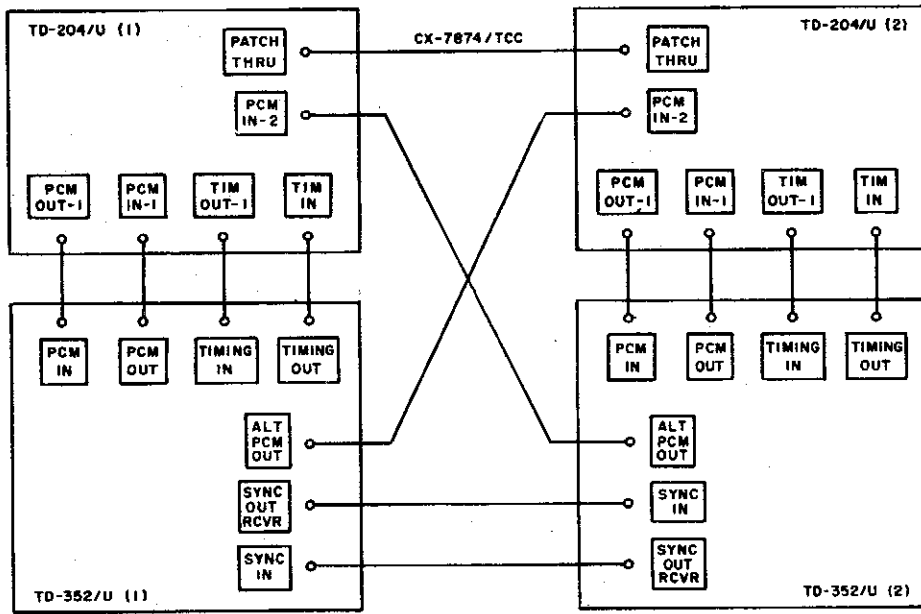 TD-204/U (1)
PATCH
THRU
CX-7874/TCC
PATCH
THRU
TD-204/U (2)
PCM
IN-2
PCM
IN-2
PCM
OUT-1
PCM
IN-1
TIM
OUT-1
TIM
IN
PCM
OUT-1
PCM
IN-1
TIM
OUT-1
TIM
IN
PCM
IN
PCM
OUT
TIMING
IN
TIMING
OUT
PCM
IN
PCM
OUT
TIMING
IN
TIMING
OUT
ALT
PCM
OUT
ALT
PCM
OUT
SYNC
OUT
RCVR
SYNC
IN
SYNC
IN
SYNC
OUT
RCVR
TD-352/U (1)
TD-352/U (2)